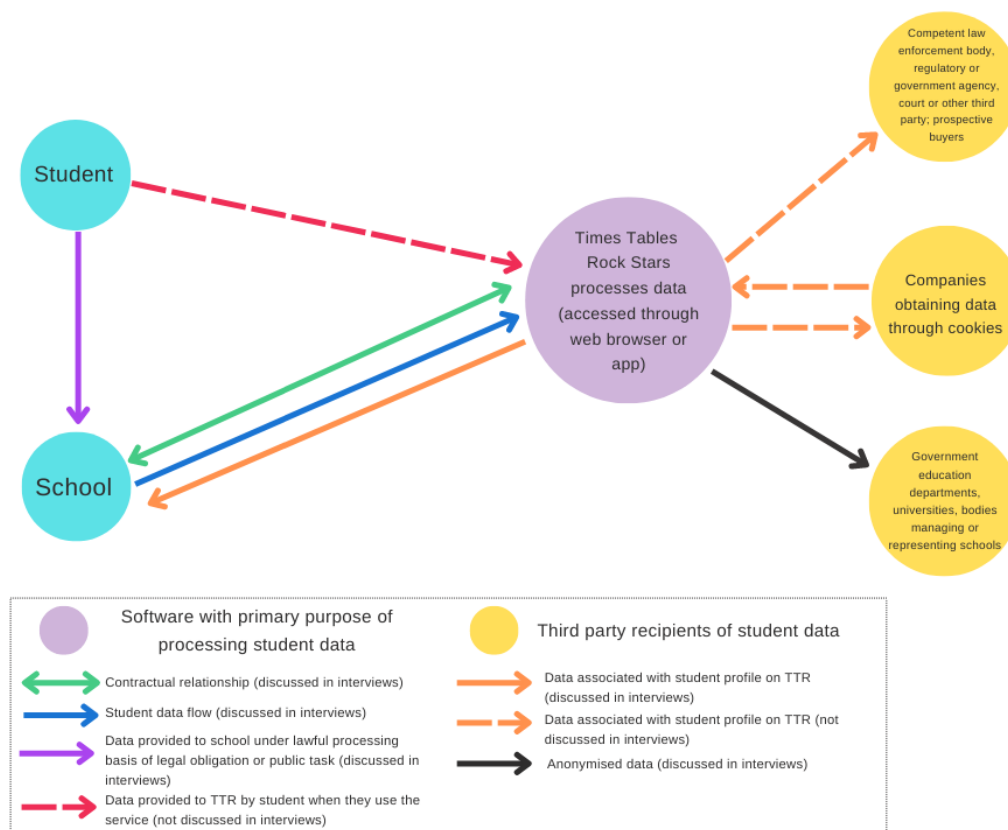 Competent law
enforcement body,
regulatory or
government agency,
court or other third
party; prospective
buyers
Student
Times Tables
Rock Stars
processes data
(accessed through
web browser or
app)
Companies
obtaining data
through cookies
School
Government
education
departments,
universities, bodies
managing or
representing schools
Software with primary purpose of
processing student data
Contractual relationship (discussed in interviews)
Student data flow (discussed in interviews)
Data provided to school under lawful processing
basis of legal obligation or public task (discussed in
interviews)
Data provided to TTR by student when they use the
service (not discussed in interviews)
Third party recipients of student data
Data associated with student profile on TTR
(discussed in interviews)
Data associated with student profile on TTR (not
discussed in interviews)
Anonymised data (discussed in interviews)